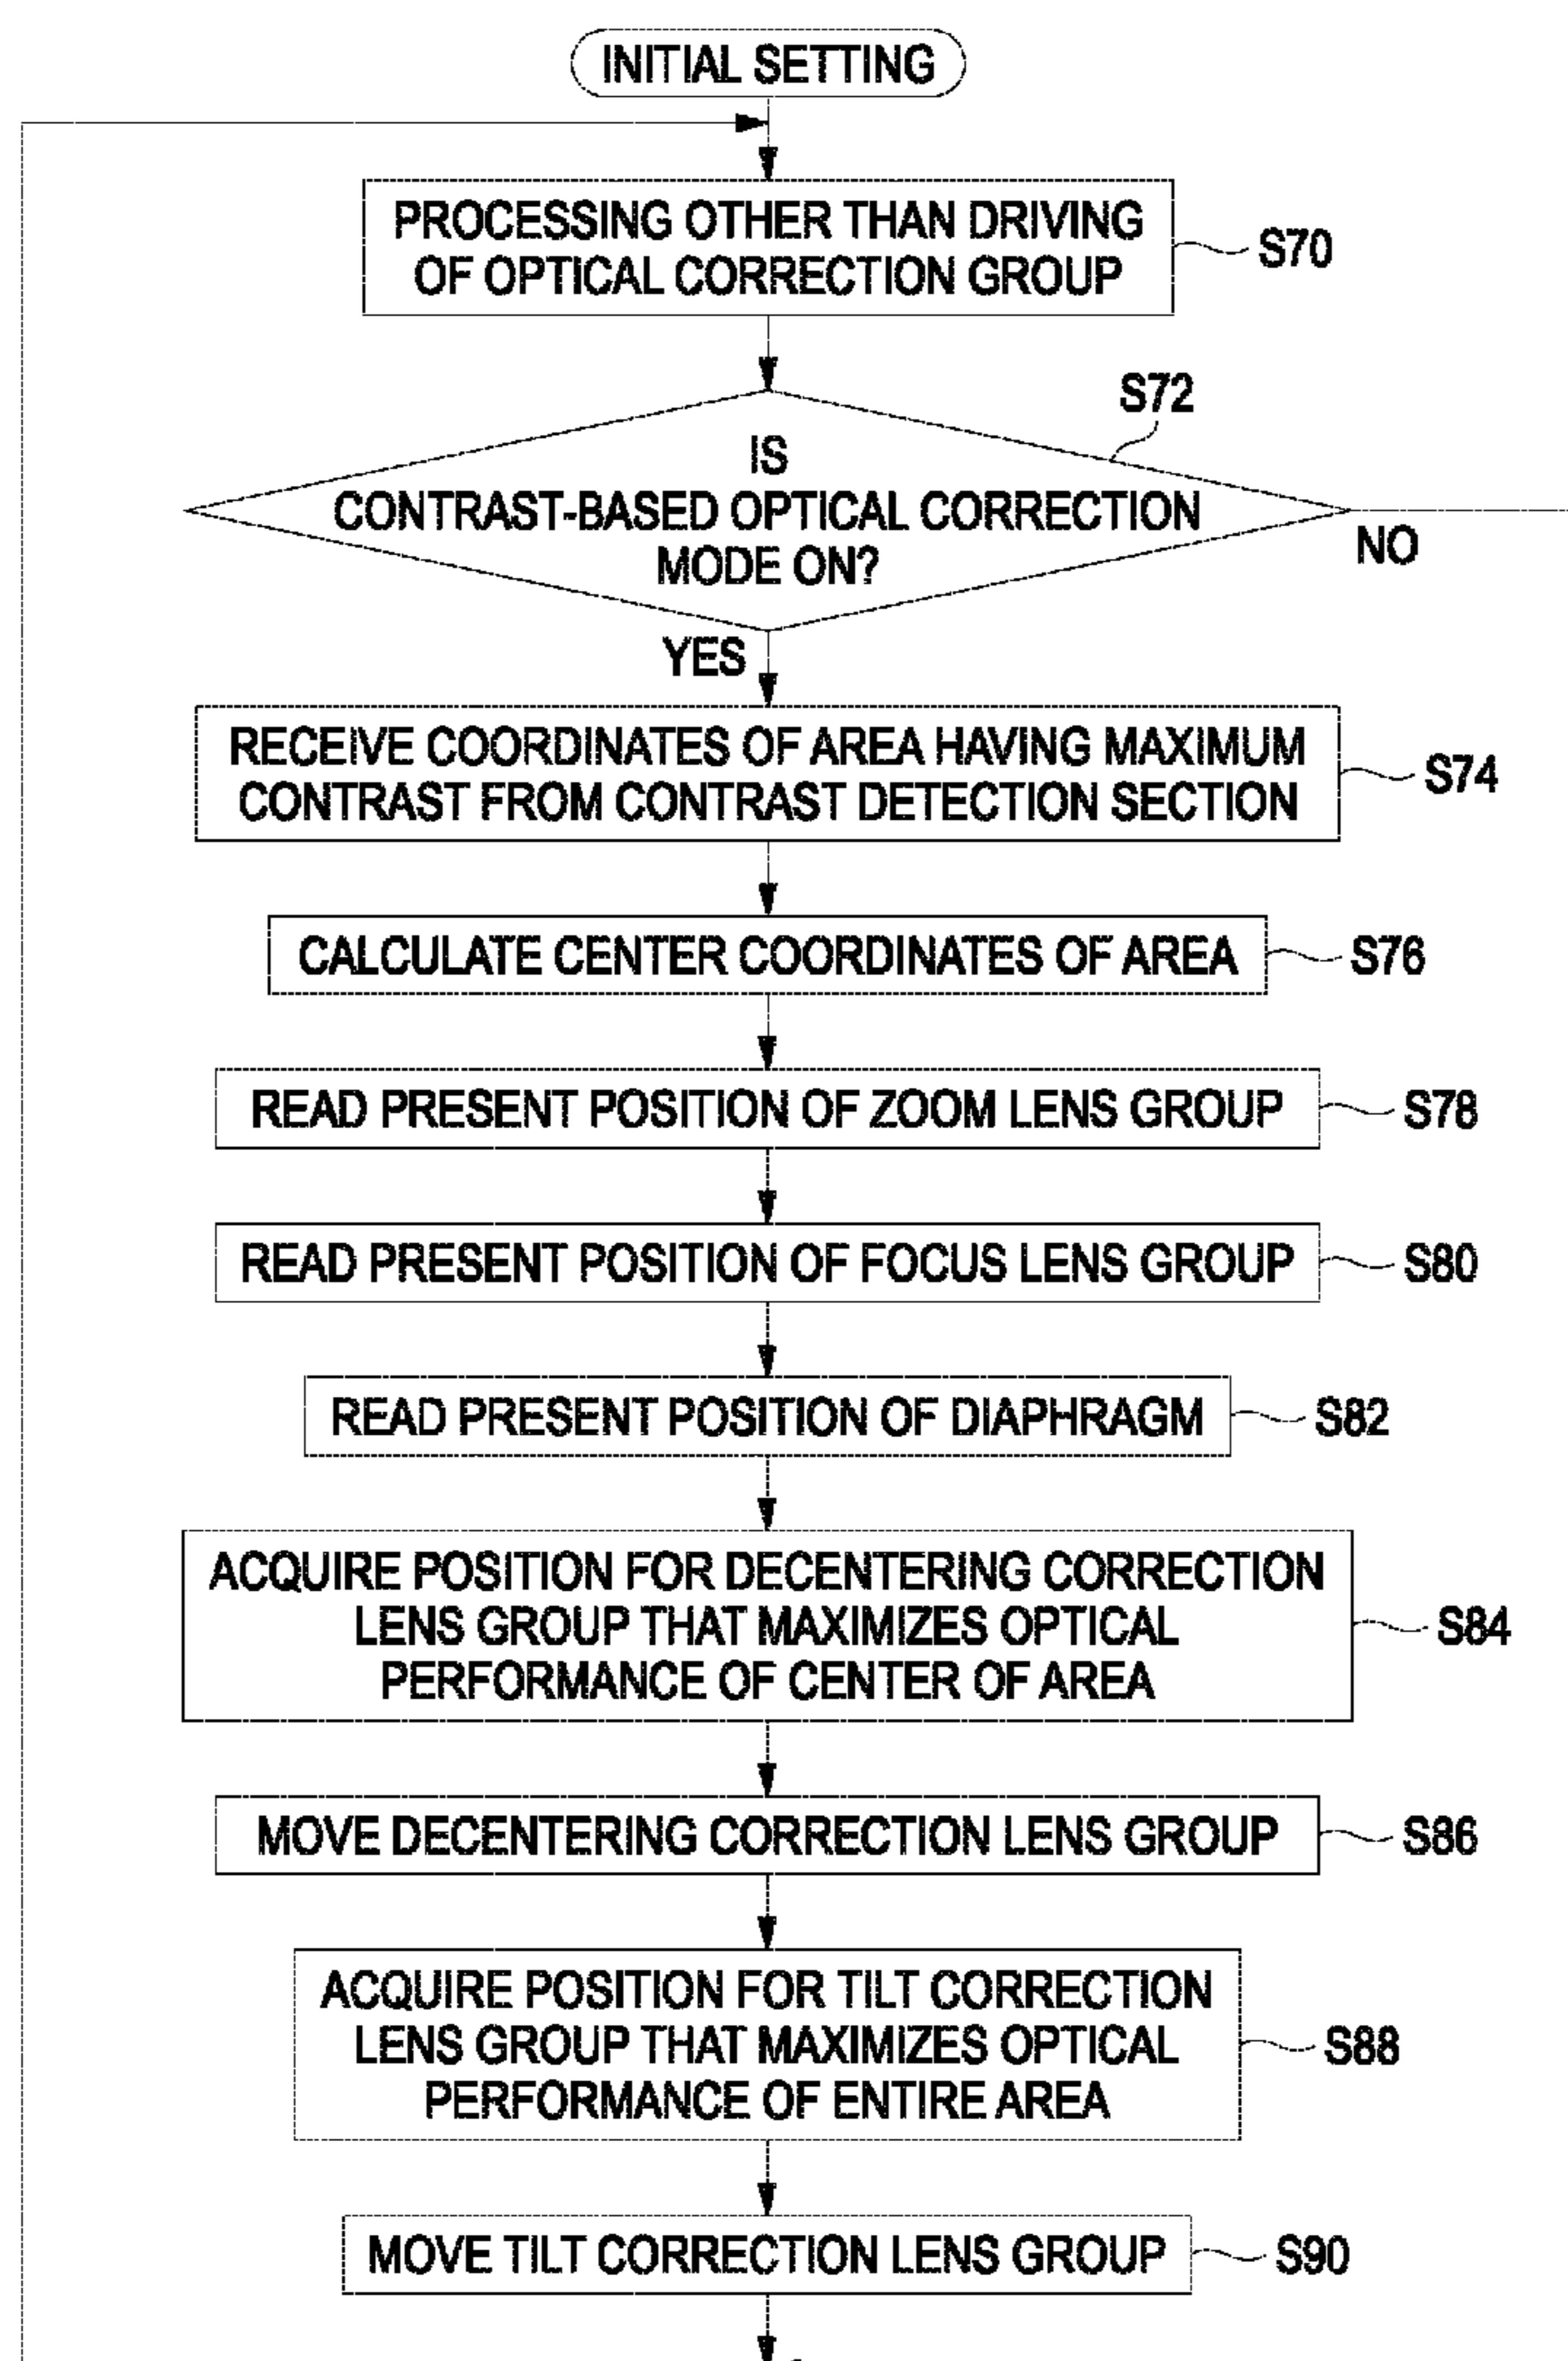 INITIAL SETTING
PROCESSING OTHER THAN DRIVING
OF OPTICAL CORRECTION GROUP
S70
S72
IS
CONTRAST-BASED OPTICAL CORRECTION
MODE ON?
NO
YES
RECEIVE COORDINATES OF AREA HAVING MAXIMUM
CONTRAST FROM CONTRAST DETECTION SECTION
S74
CALCULATE CENTER COORDINATES OF AREA
S76
READ PRESENT POSITION OF ZOOM LENS GROUP
S78
READ PRESENT POSITION OF FOCUS LENS GROUP
S80
READ PRESENT POSITION OF DIAPHRAGM
S82
ACQUIRE POSITION FOR DECENTERING CORRECTION
LENS GROUP THAT MAXIMIZES OPTICAL
PERFORMANCE OF CENTER OF AREA
S84
MOVE DECENTERING CORRECTION LENS GROUP
S86
ACQUIRE POSITION FOR TILT CORRECTION
LENS GROUP THAT MAXIMIZES OPTICAL
PERFORMANCE OF ENTIRE AREA
S88
MOVE TILT CORRECTION LENS GROUP
S90